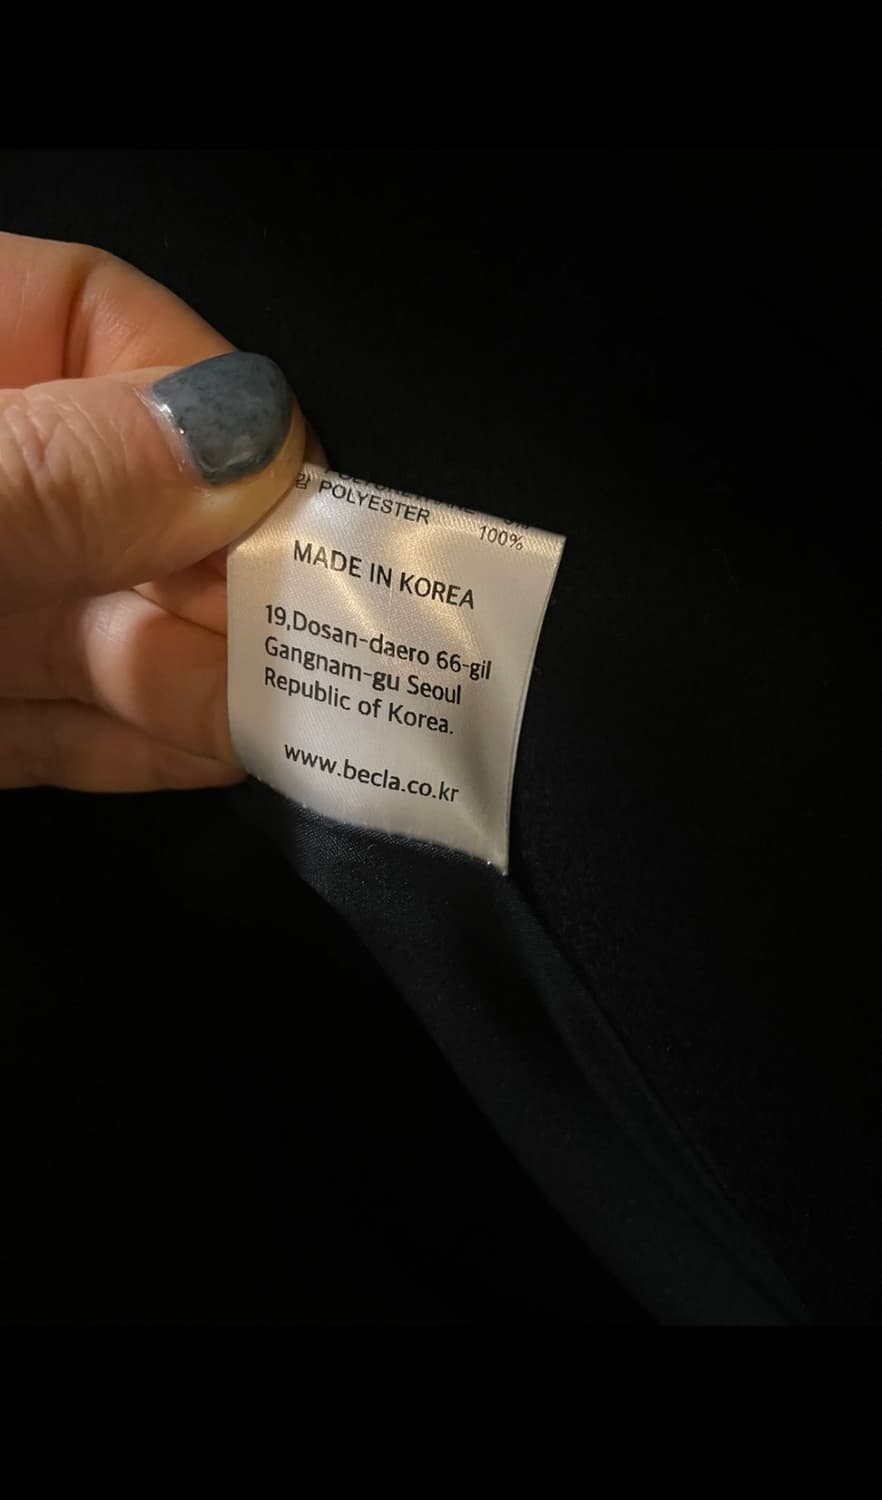 POLYESTER 100%
MADE IN KOREA
19,Dosan-daero 66-gil
Gangnam-gu Seoul
Republic of Korea.
www.becla.co.kr